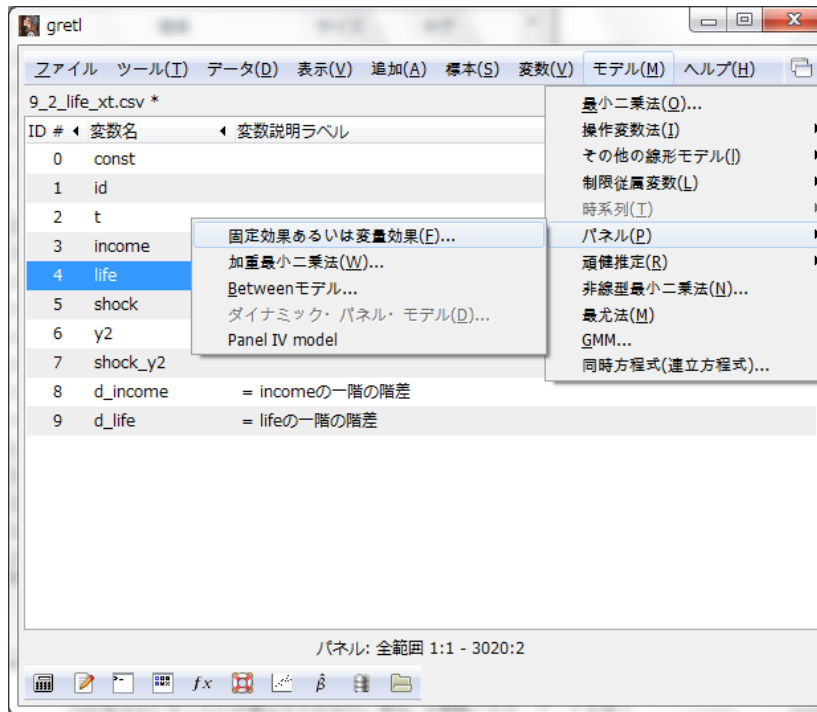 gretl
ファイル ツール(T) データ(D) 表示(V) 追加(A) 標本(S) 変数(V) モデル(M) ヘルプ(H)
9_2_life_xt.csv *
ID # 変数名 変数説明ラベル
0 const
1 id
2 t
3 income
4 life
5 shock
6 y2
7 shock_y2
8 d_income = incomeの一階の階差
9 d_life = lifeの一階の階差
最小二乗法(O)...
操作変数法(I)
その他の線形モデル(l)
制限従属変数(L)
時系列(T)
パネル(P)
頑健推定(R)
非線型最小二乗法(N)...
最尤法(M)
GMM...
同時方程式(連立方程式)...
固定効果あるいは変量効果(F)...
加重最小二乗法(W)...
Betweenモデル...
ダイナミック・パネル・モデル(D)...
Panel IV model
パネル: 全範囲 1:1 - 3020:2
fx β̂